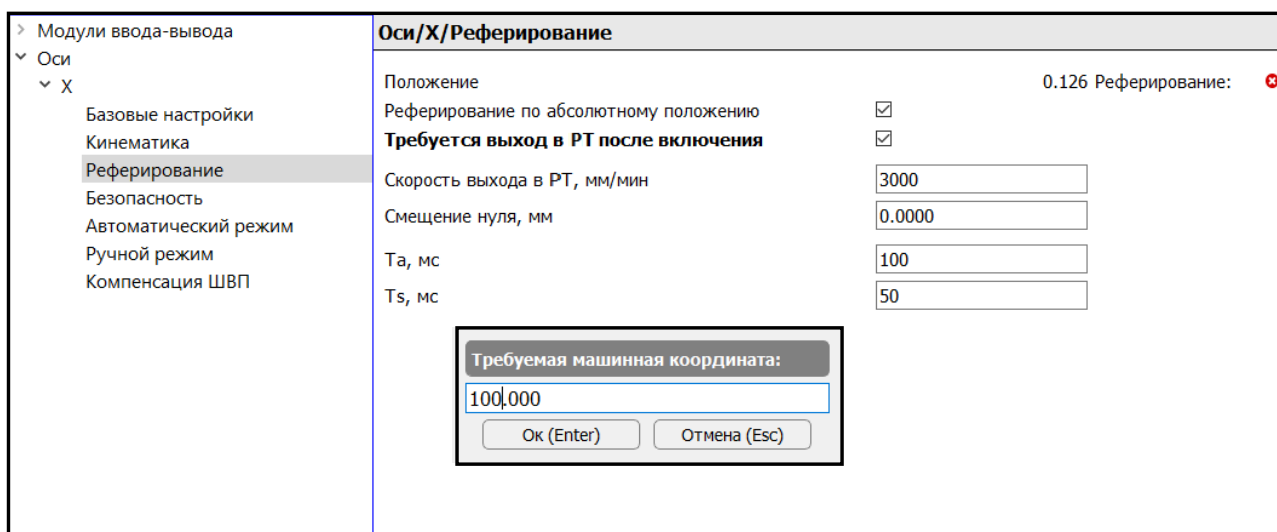 Модули ввода-вывода
Оси
X
Базовые настройки
Кинематика
Реферирование
Безопасность
Автоматический режим
Ручной режим
Компенсация ШВП
Оси/X/Реферирование
Положение 0.126 Реферирование:
Реферирование по абсолютному положению
Требуется выход в РТ после включения
Скорость выхода в РТ, мм/мин 3000
Смещение нуля, мм 0.0000
Ta, мс 100
Ts, мс 50
Требуемая машинная координата:
100.000
Ок (Enter) Отмена (Esc)